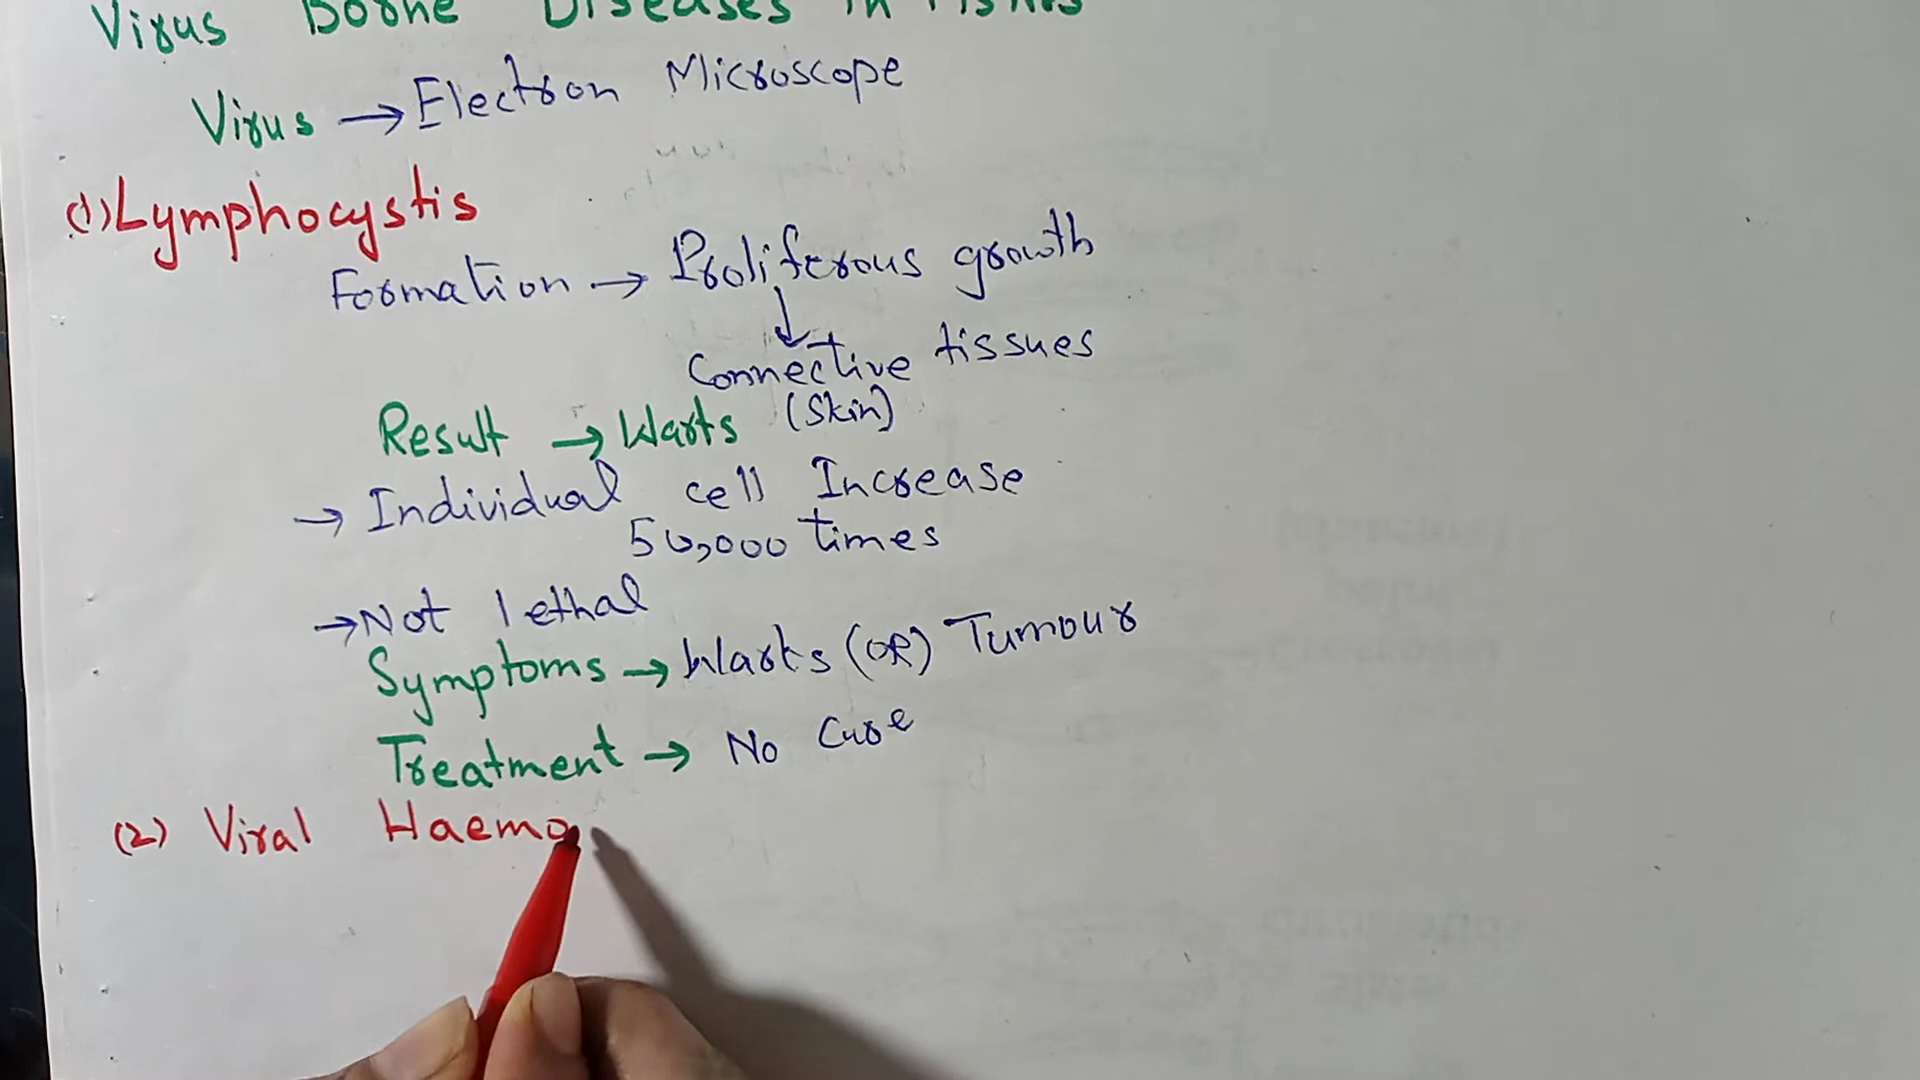 Virus Borne Diseases in Fishes
Virus → Electron Microscope
(1) Lymphocystis
Formation → Proliferous growth
↓
Connective tissues
(Skin)
Result → Warts
→ Individual cell Increase
50,000 times
→ Not lethal
Symptoms → Warts (OR) Tumour
Treatment → No Cure
(2) Viral Haemo